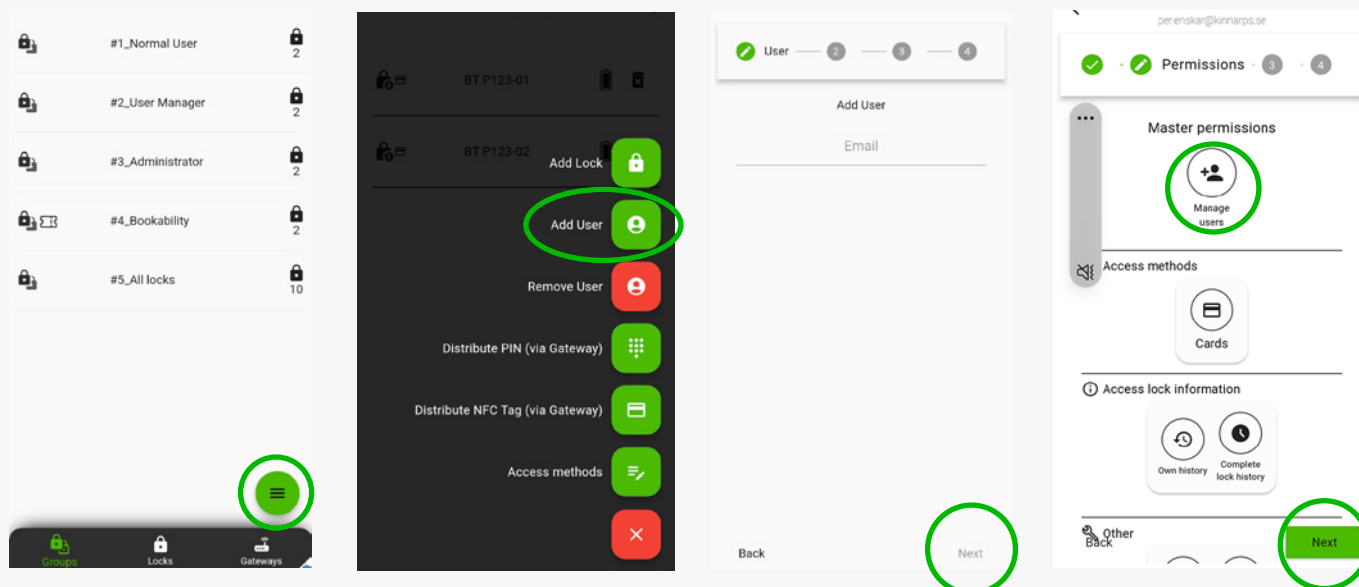 #1_Normal User
2
#2_User Manager
2
#3_Administrator
2
#4_Bookability
2
#5_All locks
10
Groups
Locks
Gateways
BT P123-01
BT P123-02
Add Lock
Add User
Remove User
Distribute PIN (via Gateway)
Distribute NFC Tag (via Gateway)
Access methods
User
2
3
4
Add User
Email
Back
Next
per.enskar@kinnarps.se
Permissions
3
4
Master permissions
Manage
users
Access methods
Cards
Access lock information
Own history
Complete
lock history
Other
Back
Next